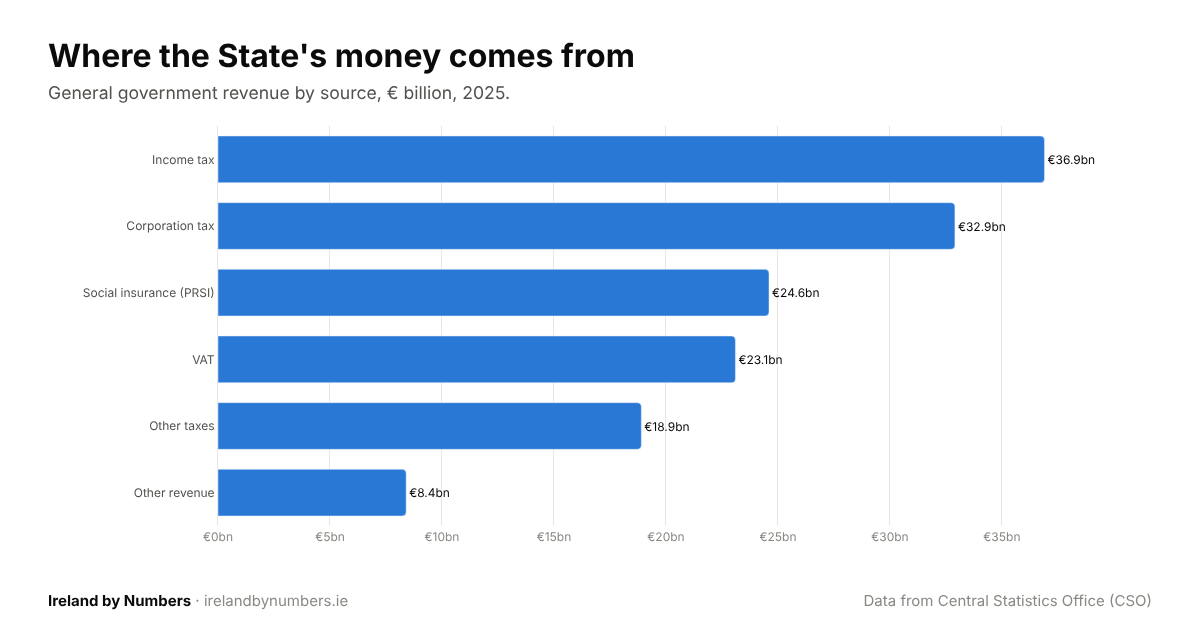 Where the State's money comes from
General government revenue by source, € billion, 2025.
Income tax €36.9bn
Corporation tax €32.9bn
Social insurance (PRSI) €24.6bn
VAT €23.1bn
Other taxes €18.9bn
Other revenue €8.4bn
€0bn €5bn €10bn €15bn €20bn €25bn €30bn €35bn
Ireland by Numbers · irelandbynumbers.ie Data from Central Statistics Office (CSO)